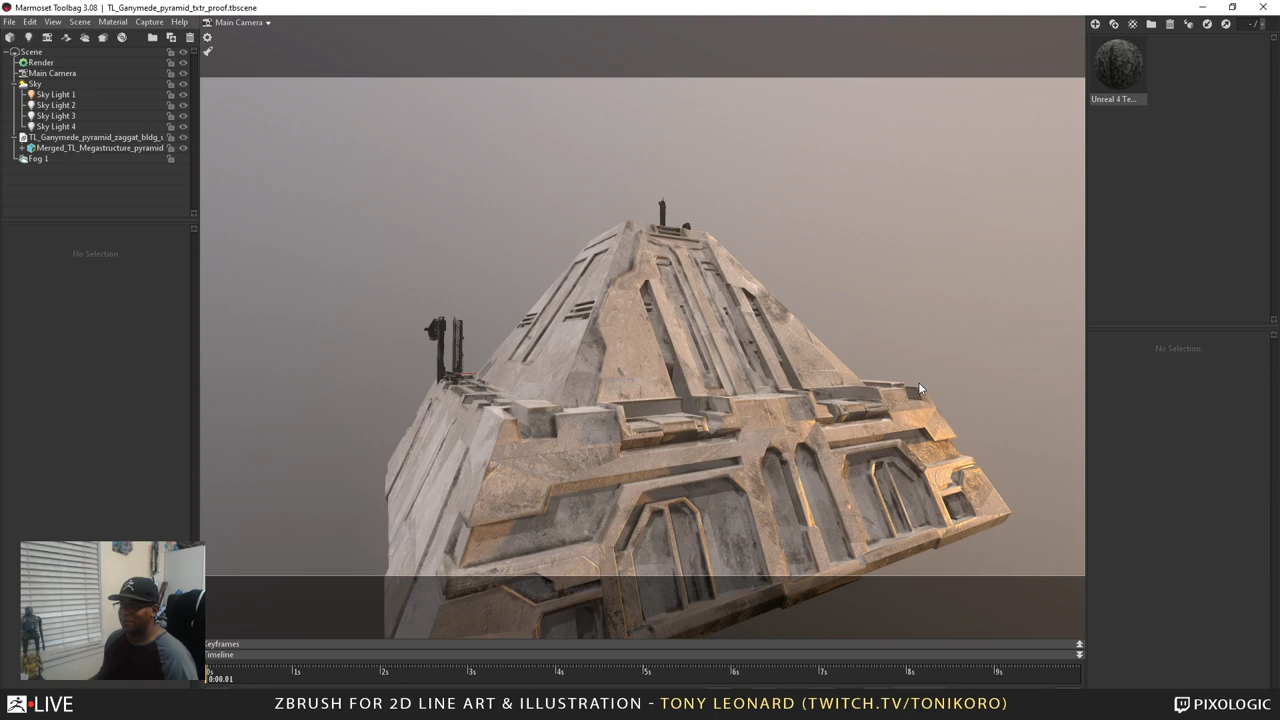 Marmoset Toolbag 3.08 | TL_Ganymede_pyramid_txtr_proof.tbscene
File Edit View Scene Material Capture Help
Main Camera
Scene
Render
Main Camera
Sky
Sky Light 1
Sky Light 2
Sky Light 3
Sky Light 4
TL_Ganymede_pyramid_zaggat_bldg_u
Merged_TL_Megastructure_pyramid
Fog 1
No Selection
Unreal 4 Te...
No Selection
Keyframes
Timeline
0s 1s 2s 3s 4s 5s 6s 7s 8s 9s
0:00.01
LIVE
ZBRUSH FOR 2D LINE ART & ILLUSTRATION - TONY LEONARD (TWITCH.TV/TONIKORO)
PIXOLOGIC